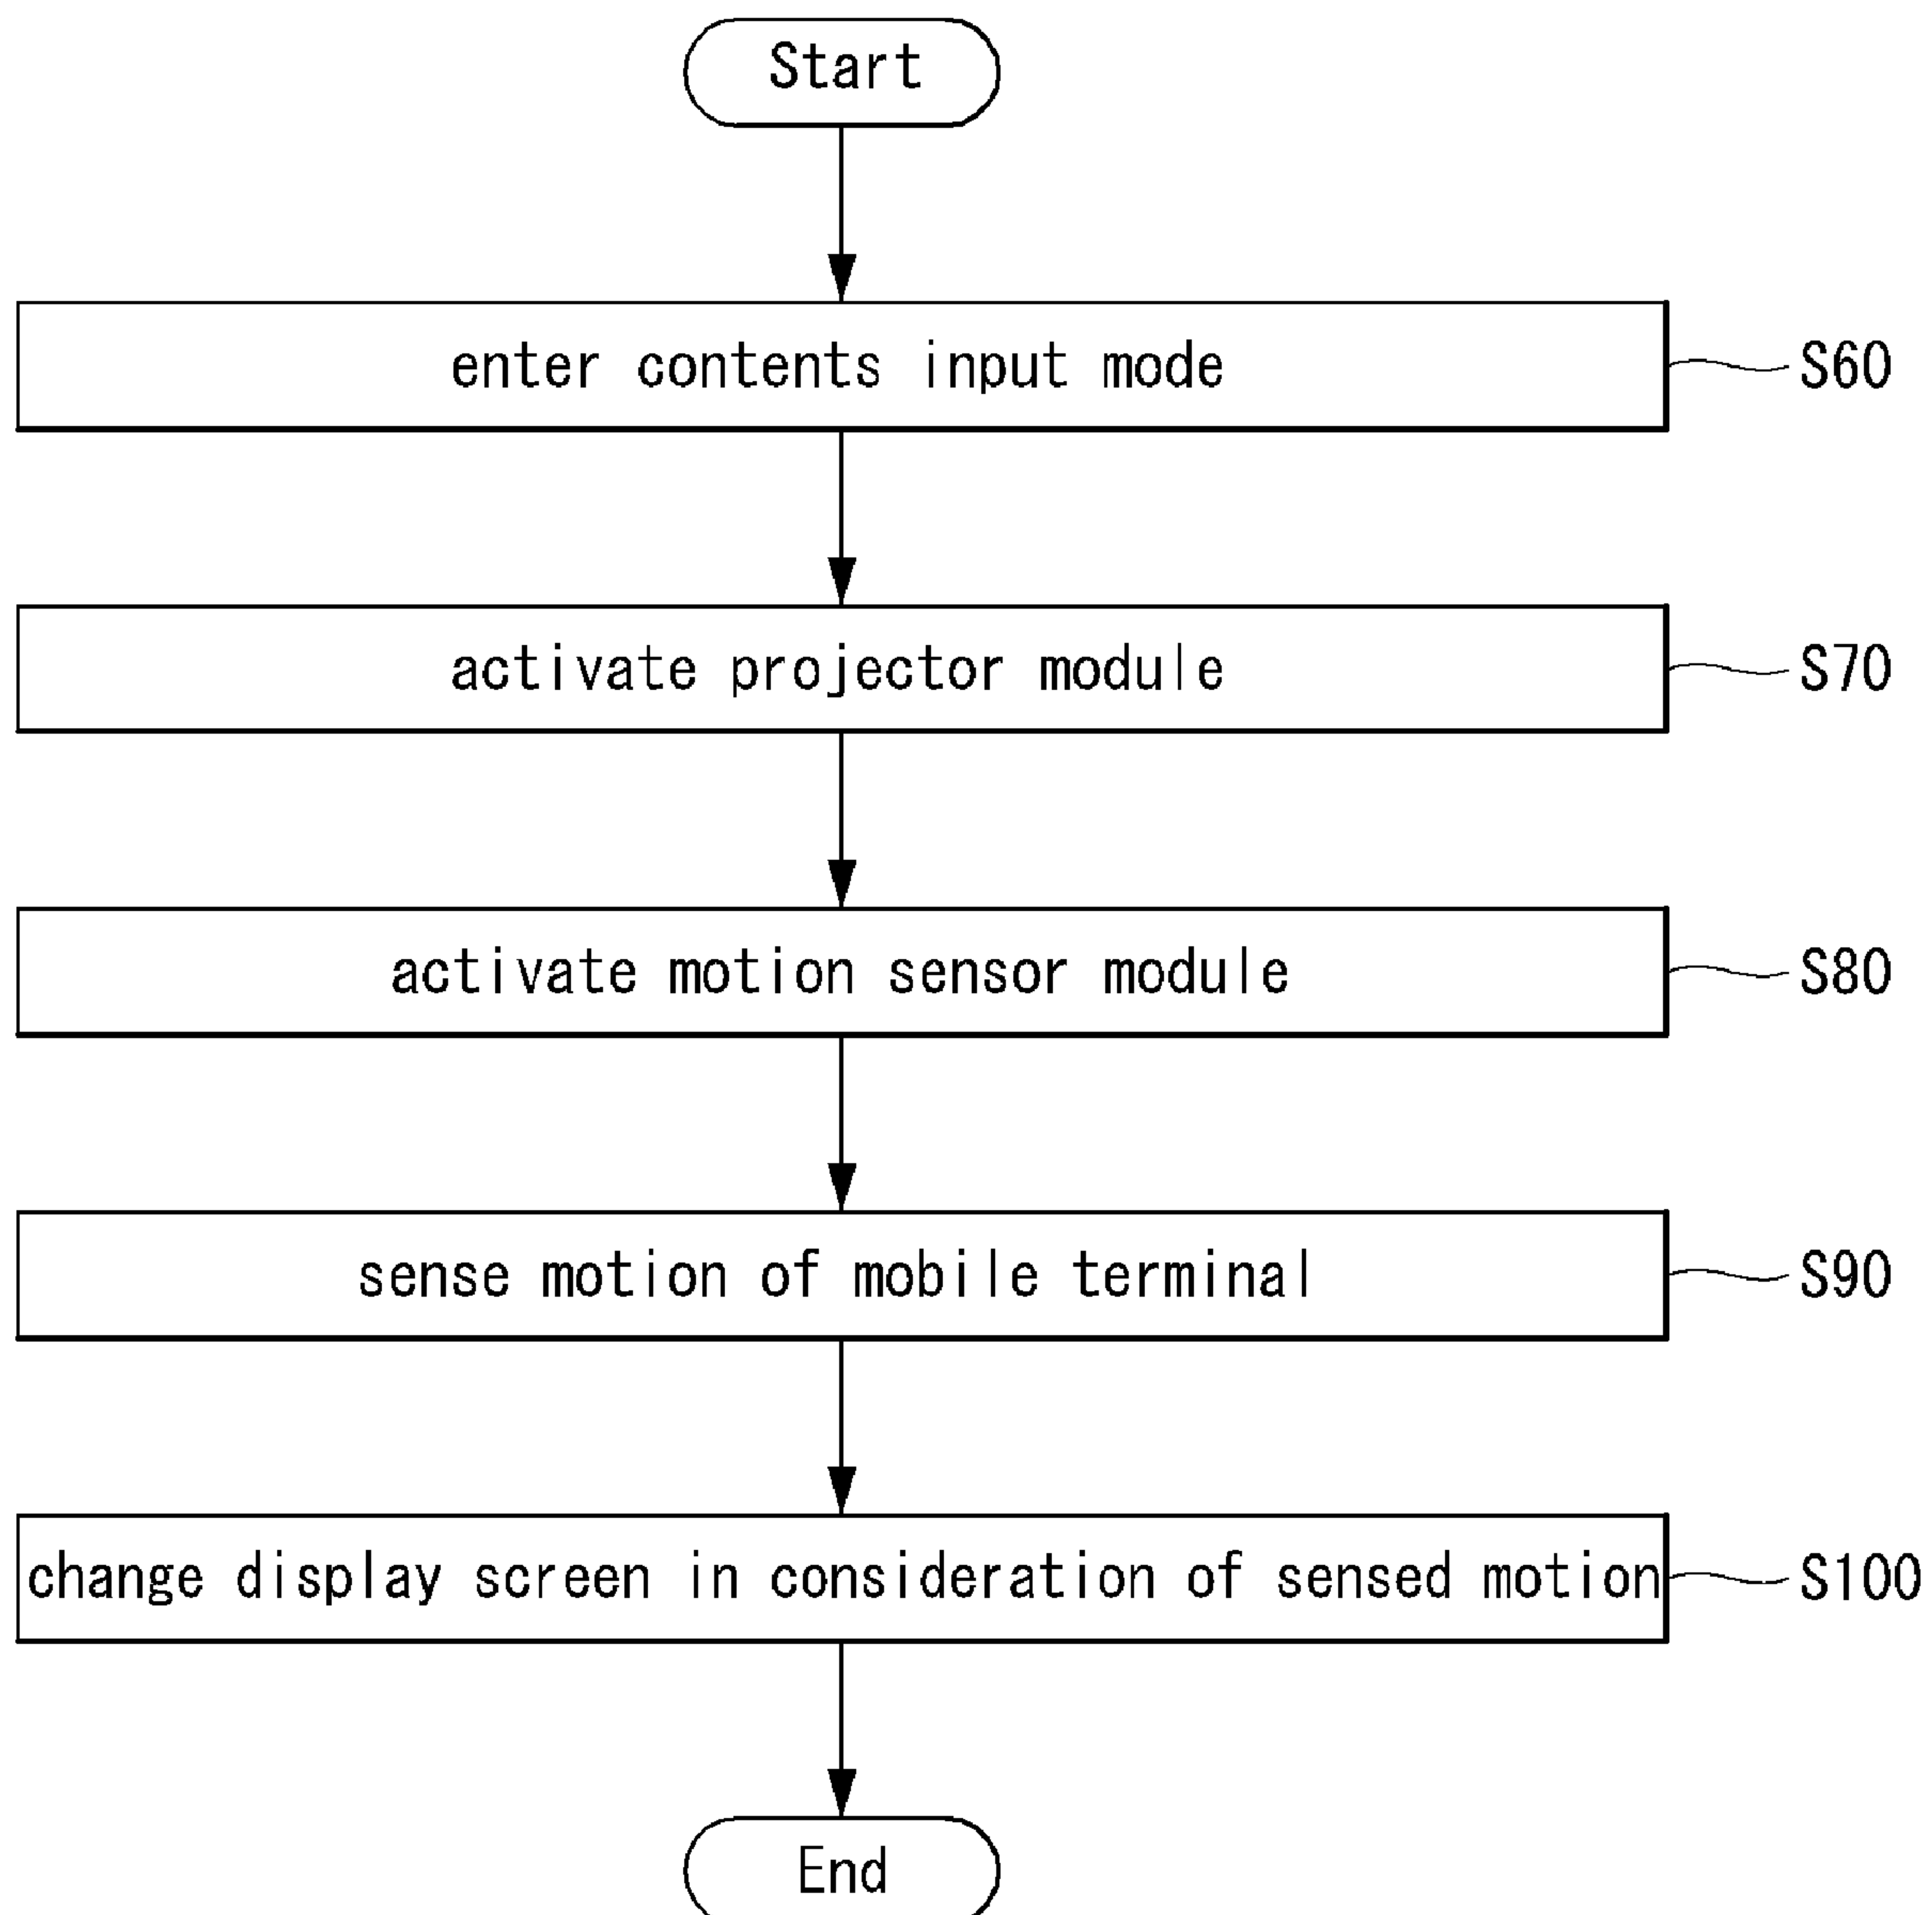 Start
enter contents input mode S60
activate projector module S70
activate motion sensor module S80
sense motion of mobile terminal S90
change display screen in consideration of sensed motion S100
End